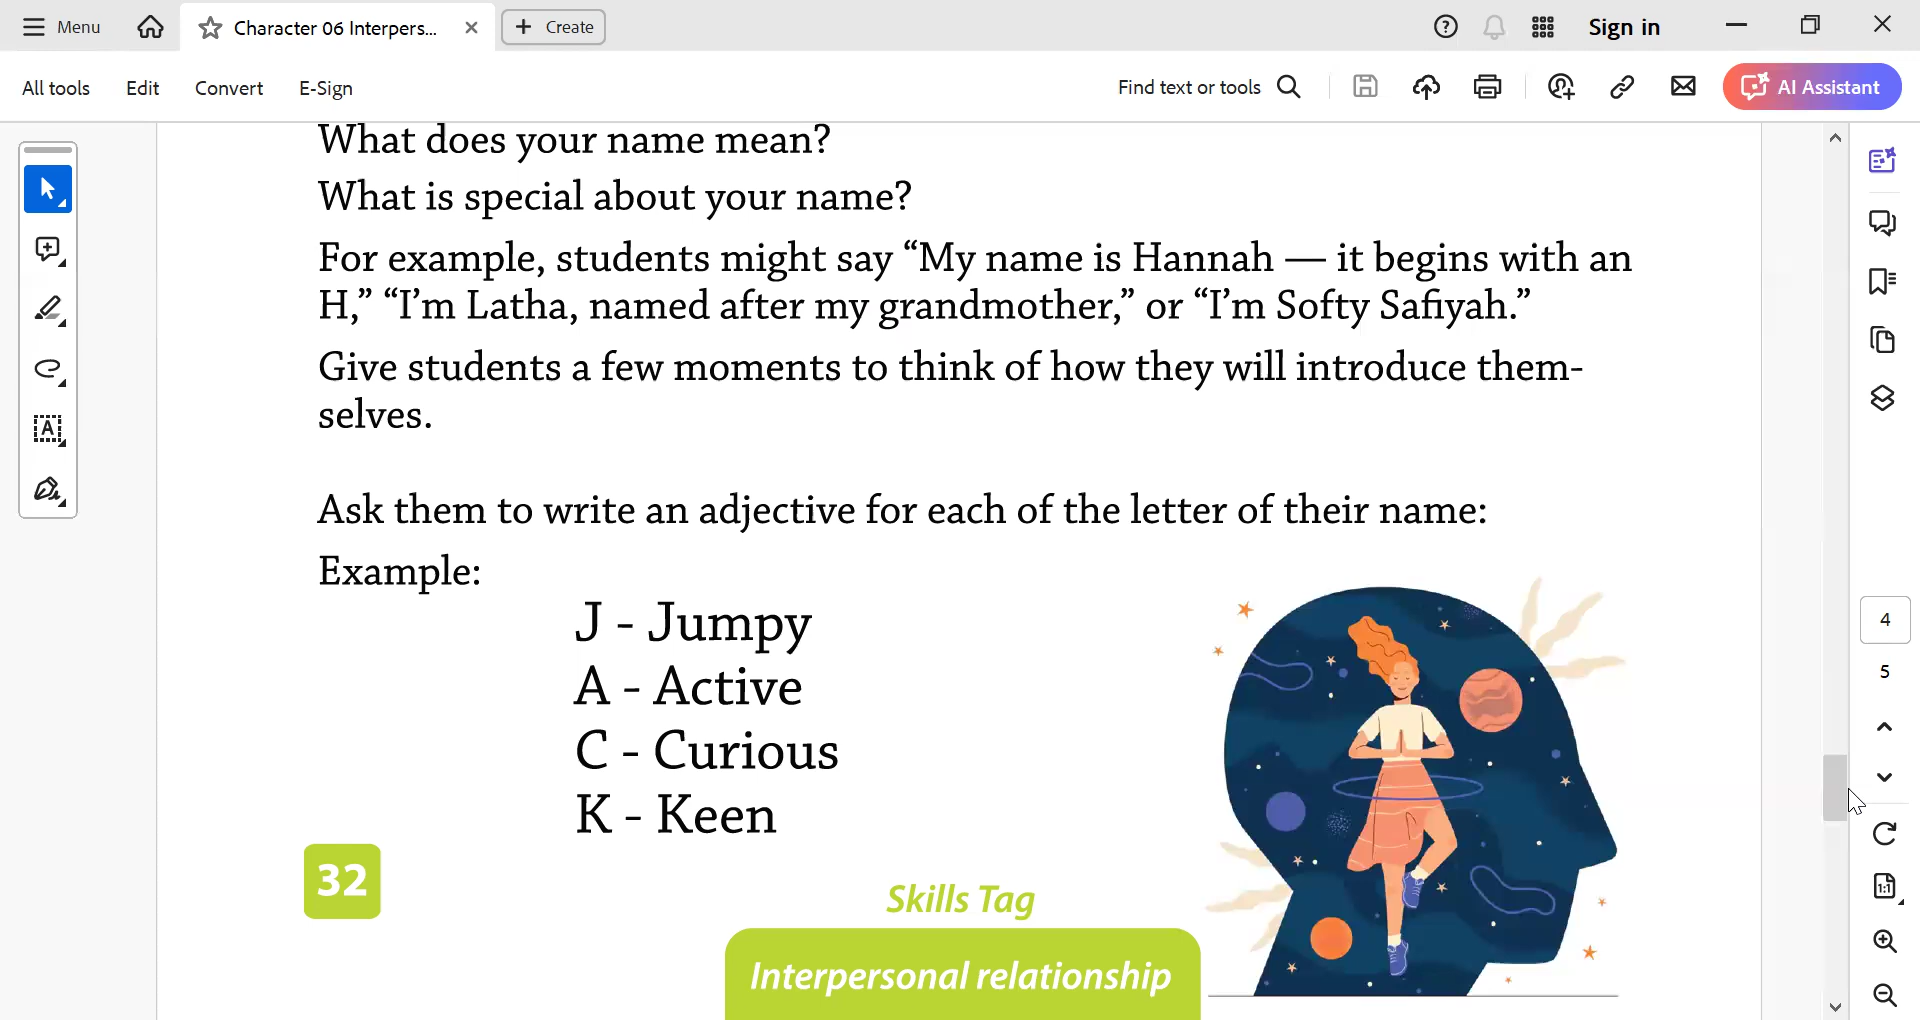 Menu
Character 06 Interpers...
Create
Sign in
All tools
Edit
Convert
E-Sign
Find text or tools
AI Assistant
What does your name mean?
What is special about your name?
For example, students might say “My name is Hannah — it begins with an
H,” “I’m Latha, named after my grandmother,” or “I’m Softy Safiyah.”
Give students a few moments to think of how they will introduce them-
selves.
Ask them to write an adjective for each of the letter of their name:
Example:
J - Jumpy
A - Active
C - Curious
K - Keen
32
Skills Tag
Interpersonal relationship
4
5
1:1